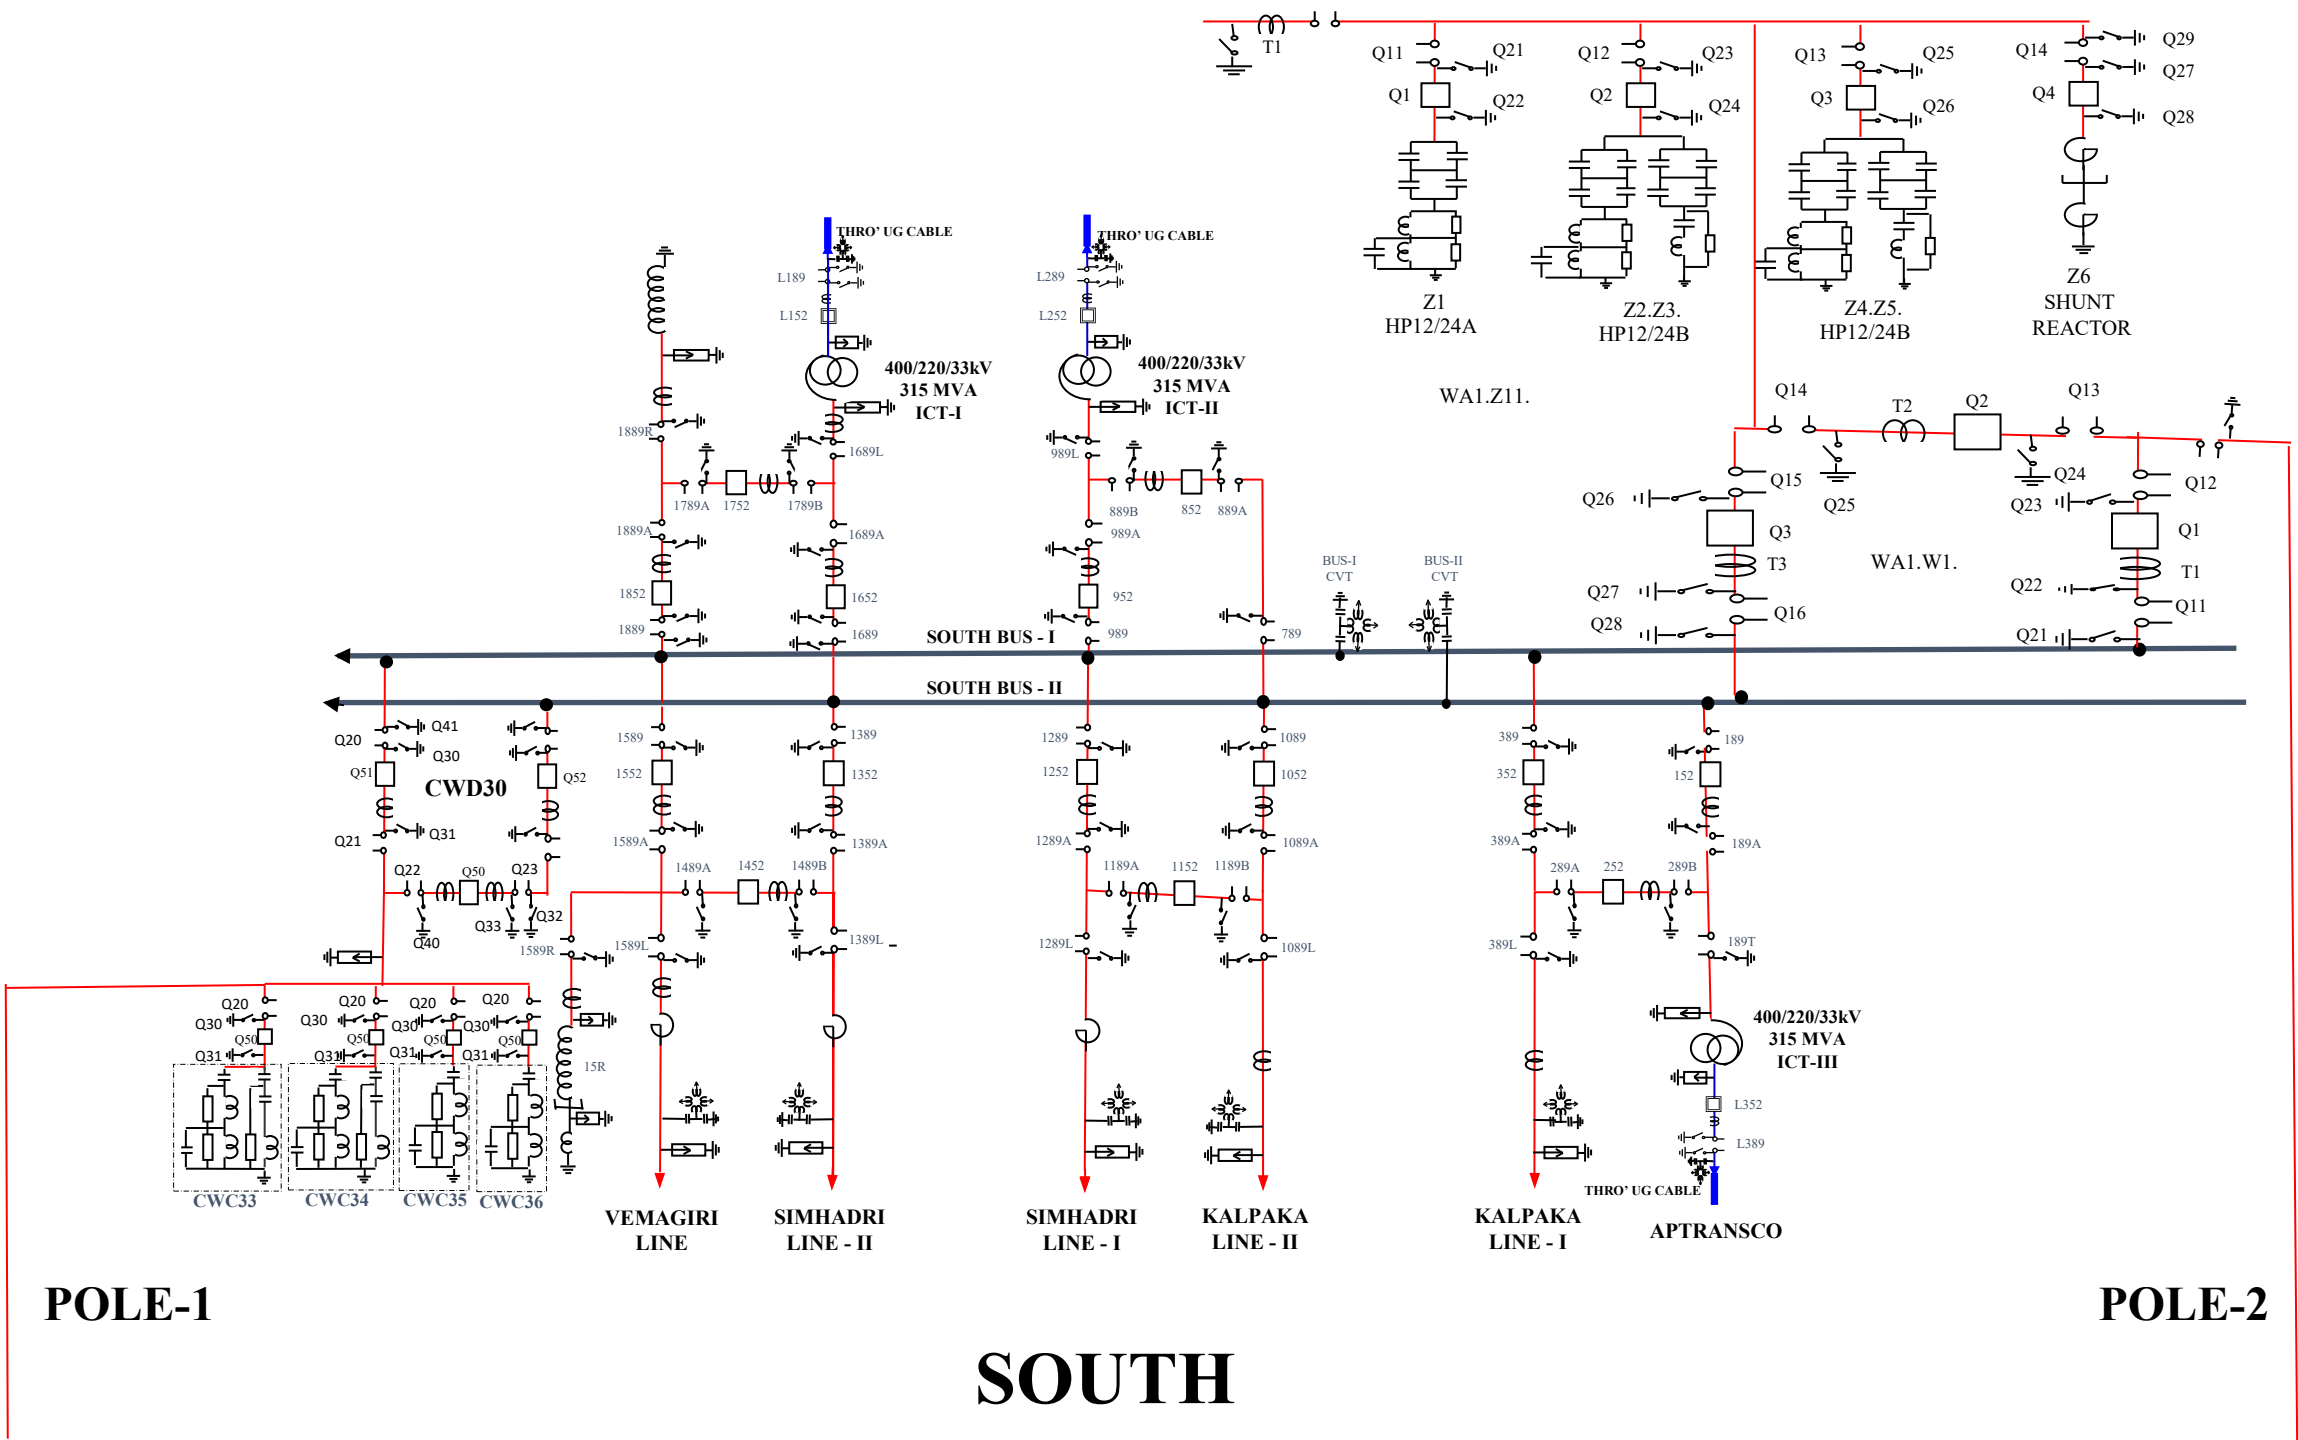 T1
Q11
Q21
Q12
Q23
Q13
Q25
Q14
Q29
Q27
Q1
Q22
Q2
Q24
Q3
Q26
Q4
Q28
Z1
HP12/24A
Z2.Z3.
HP12/24B
Z4.Z5.
HP12/24B
Z6
SHUNT
REACTOR
WA1.Z11.
THRO' UG CABLE
L189
L152
400/220/33kV
315 MVA
ICT-I
THRO' UG CABLE
L289
L252
400/220/33kV
315 MVA
ICT-II
1889R
1689L
1789A
1752
1789B
1889A
1689A
1852
1652
1889
1689
989L
889B
852
889A
989A
952
989
789
BUS-I
CVT
BUS-II
CVT
Q14
T2
Q2
Q13
Q15
Q25
Q24
Q12
Q26
Q23
Q3
Q1
T3
WA1.W1.
T1
Q27
Q22
Q16
Q11
Q28
Q21
SOUTH BUS - I
SOUTH BUS - II
Q41
Q20
Q30
Q51
CWD30
Q52
Q31
Q21
Q22
Q50
Q23
Q40
Q33
Q32
1589
1389
1552
1352
1589A
1389A
1489A
1452
1489B
1589R
1589L
1389L
1289
1089
1252
1052
1289A
1089A
1189A
1152
1189B
1289L
1089L
389
189
352
152
389A
189A
289A
252
289B
389L
189T
Q20
Q20
Q20
Q20
Q30
Q30
Q30
Q30
Q50
Q50
Q50
Q50
Q31
Q31
Q31
Q31
15R
CWC33
CWC34
CWC35
CWC36
400/220/33kV
315 MVA
ICT-III
L352
L389
THRO' UG CABLE
VEMAGIRI
LINE
SIMHADRI
LINE - II
SIMHADRI
LINE - I
KALPAKA
LINE - II
KALPAKA
LINE - I
APTRANSCO
POLE-1
POLE-2
SOUTH